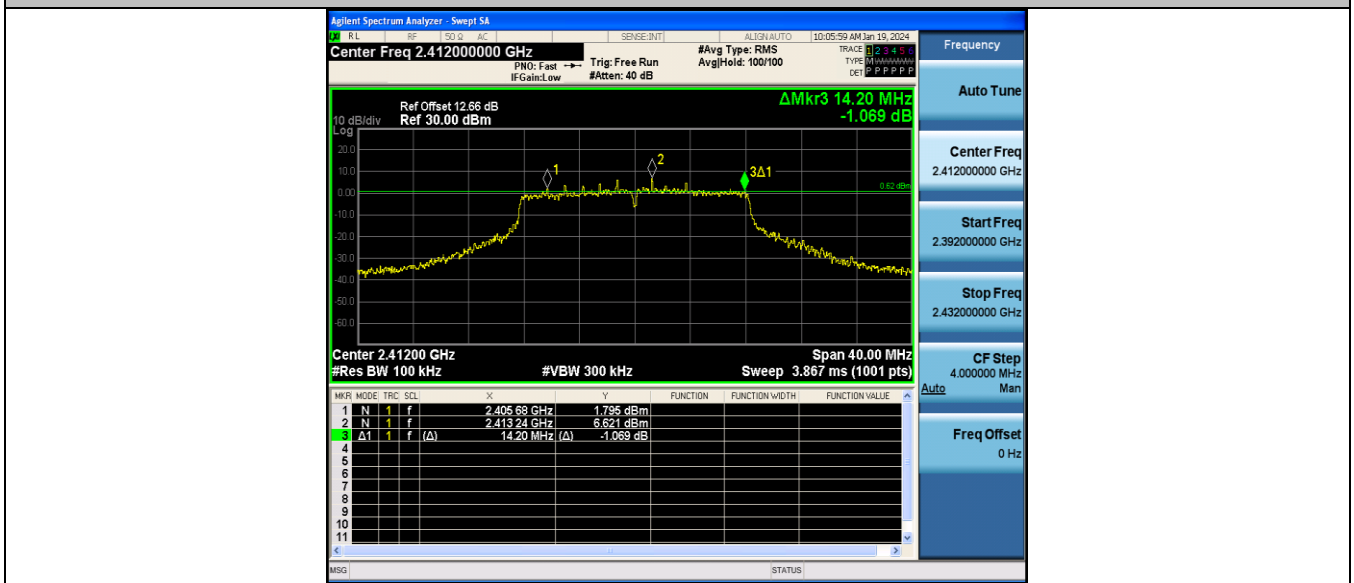 Agilent Spectrum Analyzer - Swept SA
RL RF 50 Ω AC SENSE:INT ALIGN AUTO 10:05:59 AM Jan 19, 2024
Center Freq 2.412000000 GHz
#Avg Type: RMS
TRACE 1 2 3 4 5 6
PNO: Fast Trig: Free Run Avg|Hold: 100/100
TYPE M
IFGain:Low #Atten: 40 dB
DET P P P P P P
ΔMkr3 14.20 MHz
-1.069 dB
Ref Offset 12.66 dB
10 dB/div Ref 30.00 dBm
Log
20.0
10.0
0.00
-10.0
-20.0
-30.0
-40.0
-50.0
-60.0
1
2
3Δ1
0.62 dBm
Center 2.41200 GHz Span 40.00 MHz
#Res BW 100 kHz #VBW 300 kHz Sweep 3.867 ms (1001 pts)
MKR MODE TRC SCL X Y FUNCTION FUNCTION WIDTH FUNCTION VALUE
1 N 1 f 2.405 68 GHz 1.795 dBm
2 N 1 f 2.413 24 GHz 6.621 dBm
3 Δ1 1 f (Δ) 14.20 MHz (Δ) -1.069 dB
4
5
6
7
8
9
10
11
MSG STATUS
Frequency
Auto Tune
Center Freq
2.412000000 GHz
Start Freq
2.392000000 GHz
Stop Freq
2.432000000 GHz
CF Step
4.000000 MHz
Auto Man
Freq Offset
0 Hz